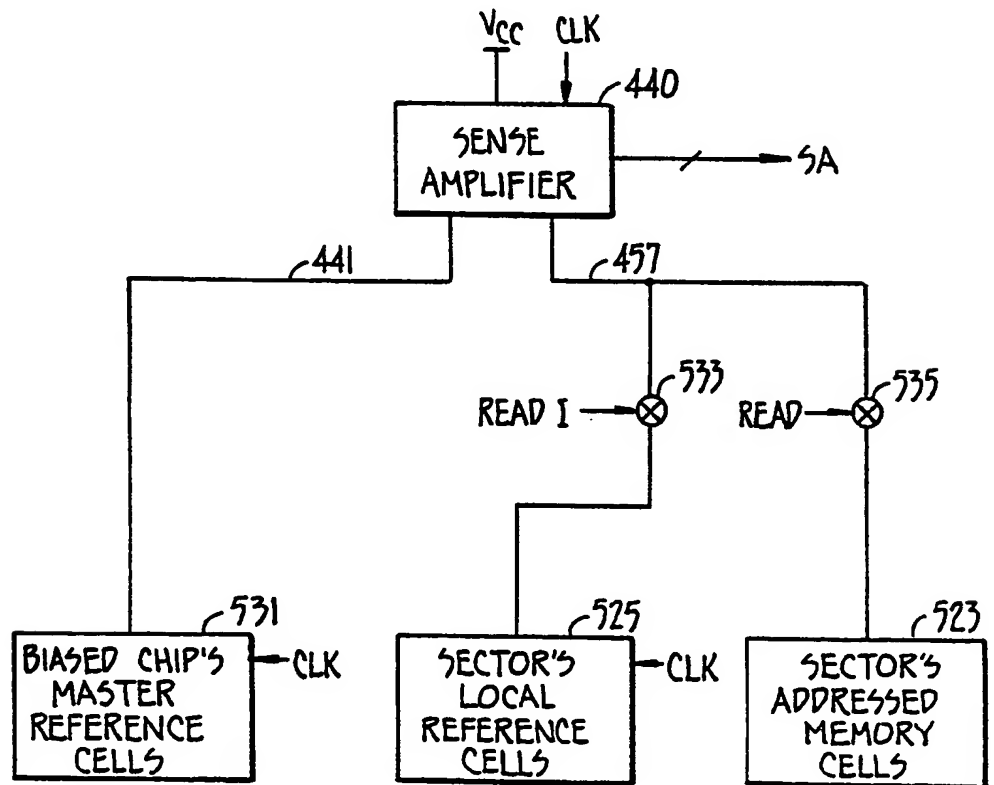 VCC CLK
440
SENSE
AMPLIFIER
SA
441
457
533
535
READ I
READ
531
525
523
BIASED CHIP'S
MASTER
REFERENCE
CELLS
CLK
SECTOR'S
LOCAL
REFERENCE
CELLS
CLK
SECTOR'S
ADDRESSED
MEMORY
CELLS